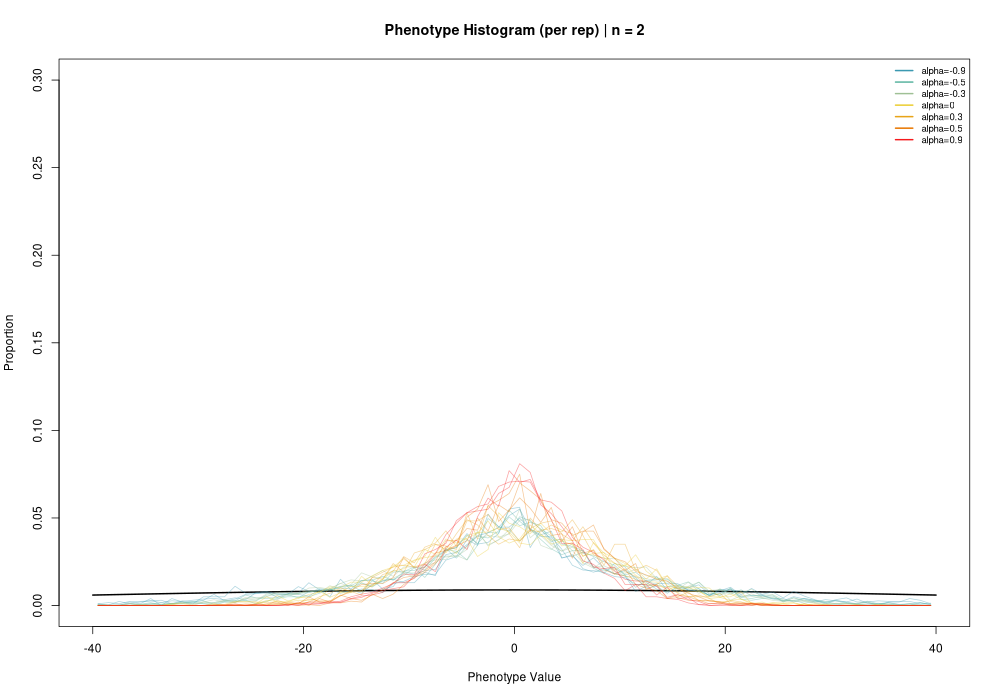 Phenotype Histogram (per rep) | n = 2
alpha=-0.9
alpha=-0.5
alpha=-0.3
alpha=0
alpha=0.3
alpha=0.5
alpha=0.9
Proportion
0.30
0.25
0.20
0.15
0.10
0.05
0.00
-40
-20
0
20
40
Phenotype Value